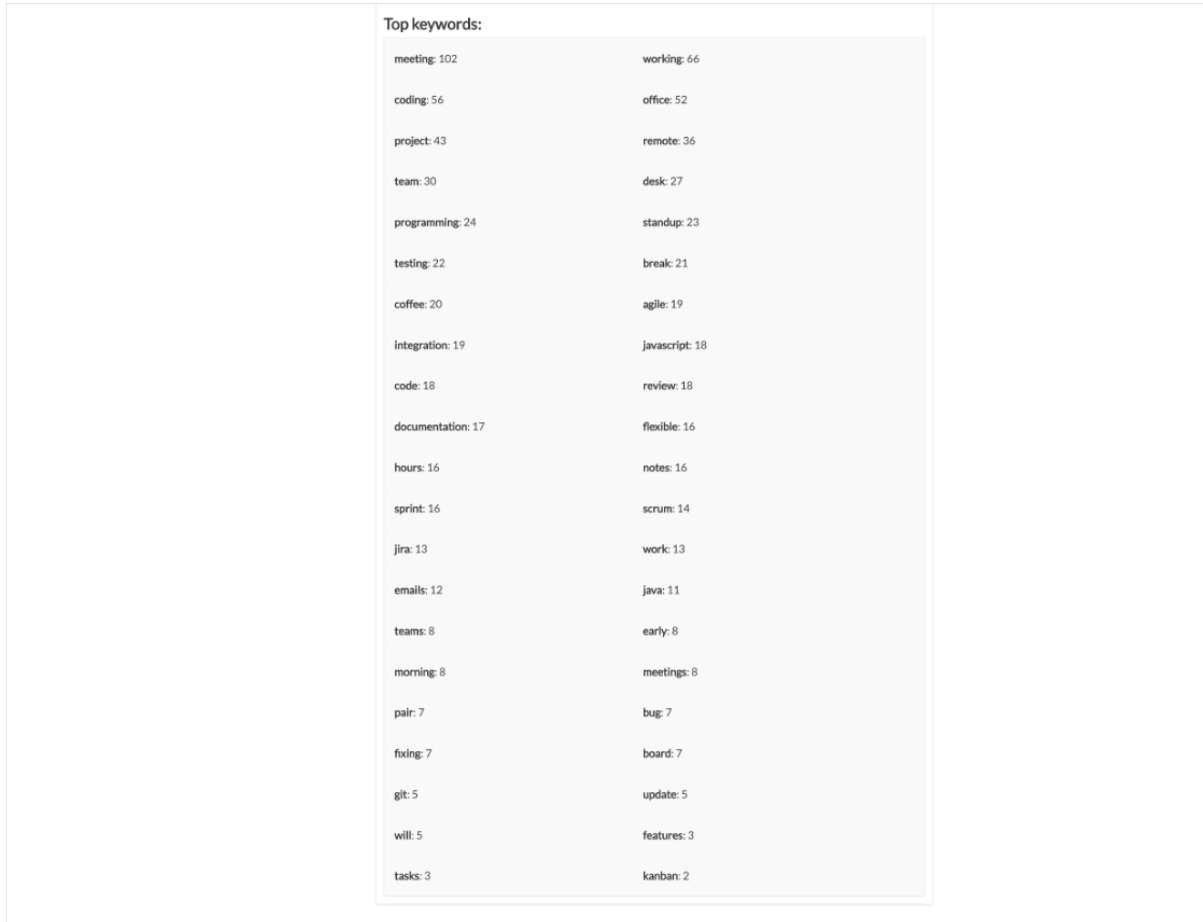 Top keywords:
meeting: 102 working: 66
coding: 56 office: 52
project: 43 remote: 36
team: 30 desk: 27
programming: 24 standup: 23
testing: 22 break: 21
coffee: 20 agile: 19
integration: 19 javascript: 18
code: 18 review: 18
documentation: 17 flexible: 16
hours: 16 notes: 16
sprint: 16 scrum: 14
jira: 13 work: 13
emails: 12 java: 11
teams: 8 early: 8
morning: 8 meetings: 8
pair: 7 bug: 7
fixing: 7 board: 7
git: 5 update: 5
will: 5 features: 3
tasks: 3 kanban: 2